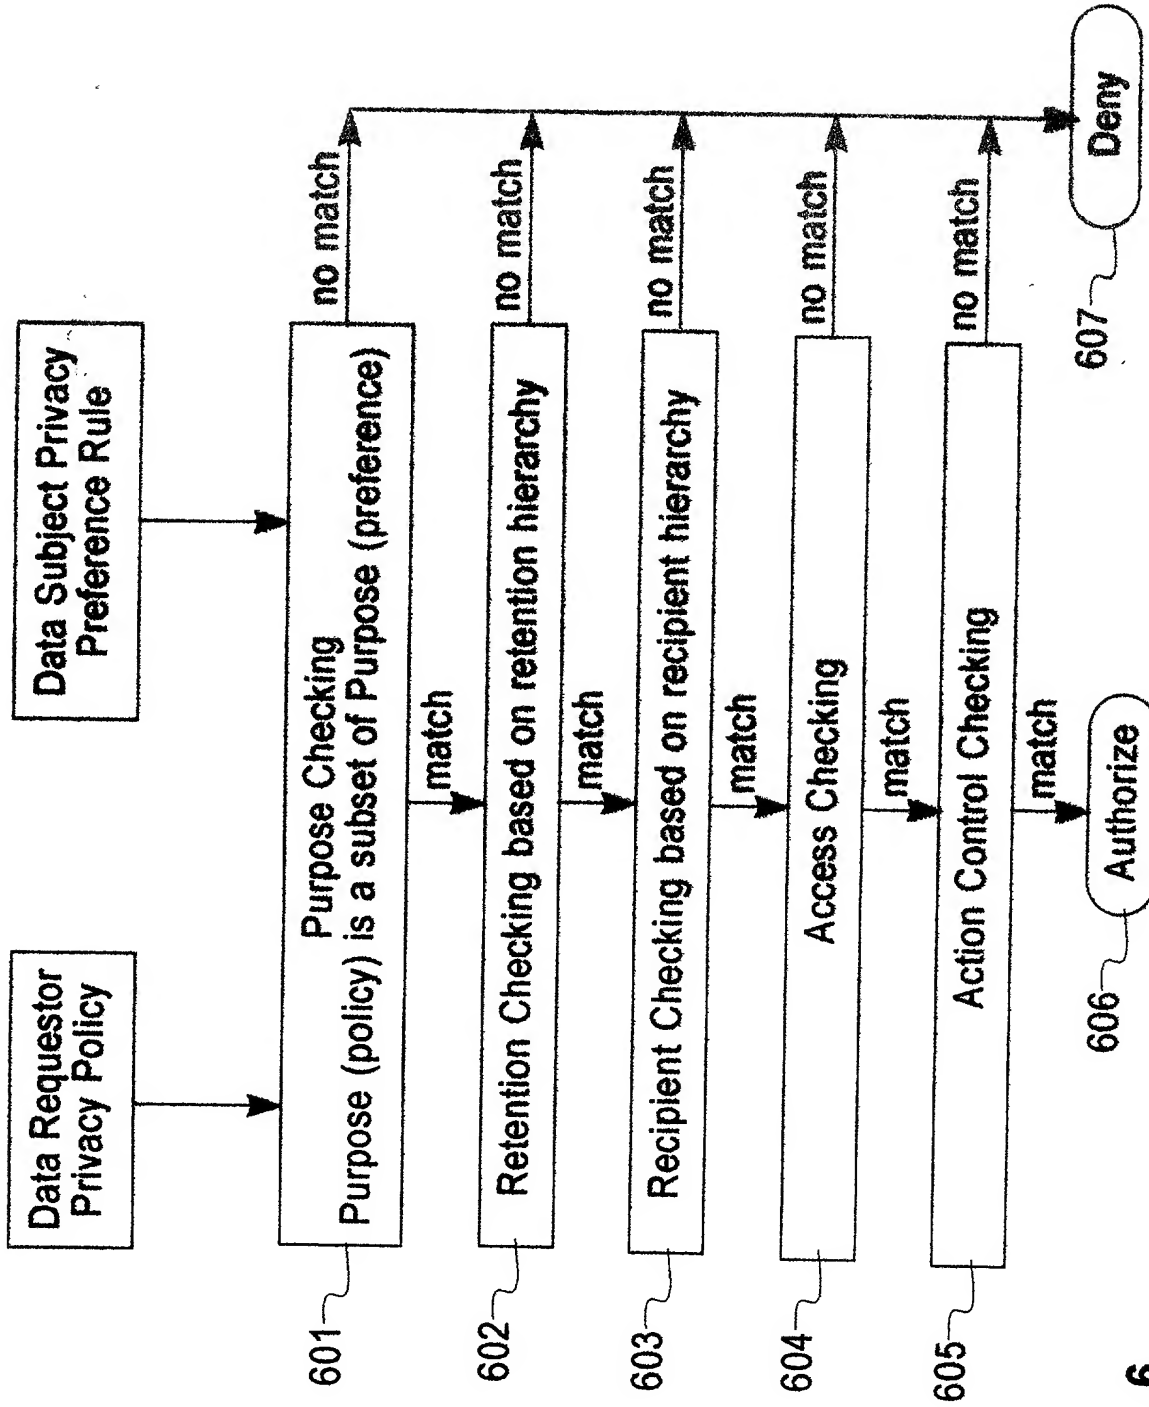 Data Requestor
Privacy Policy
Data Subject Privacy
Preference Rule
601
Purpose Checking
Purpose (policy) is a subset of Purpose (preference)
no match
match
602
Retention Checking based on retention hierarchy
no match
match
603
Recipient Checking based on recipient hierarchy
no match
match
604
Access Checking
no match
match
605
Action Control Checking
no match
match
606
Authorize
607
Deny